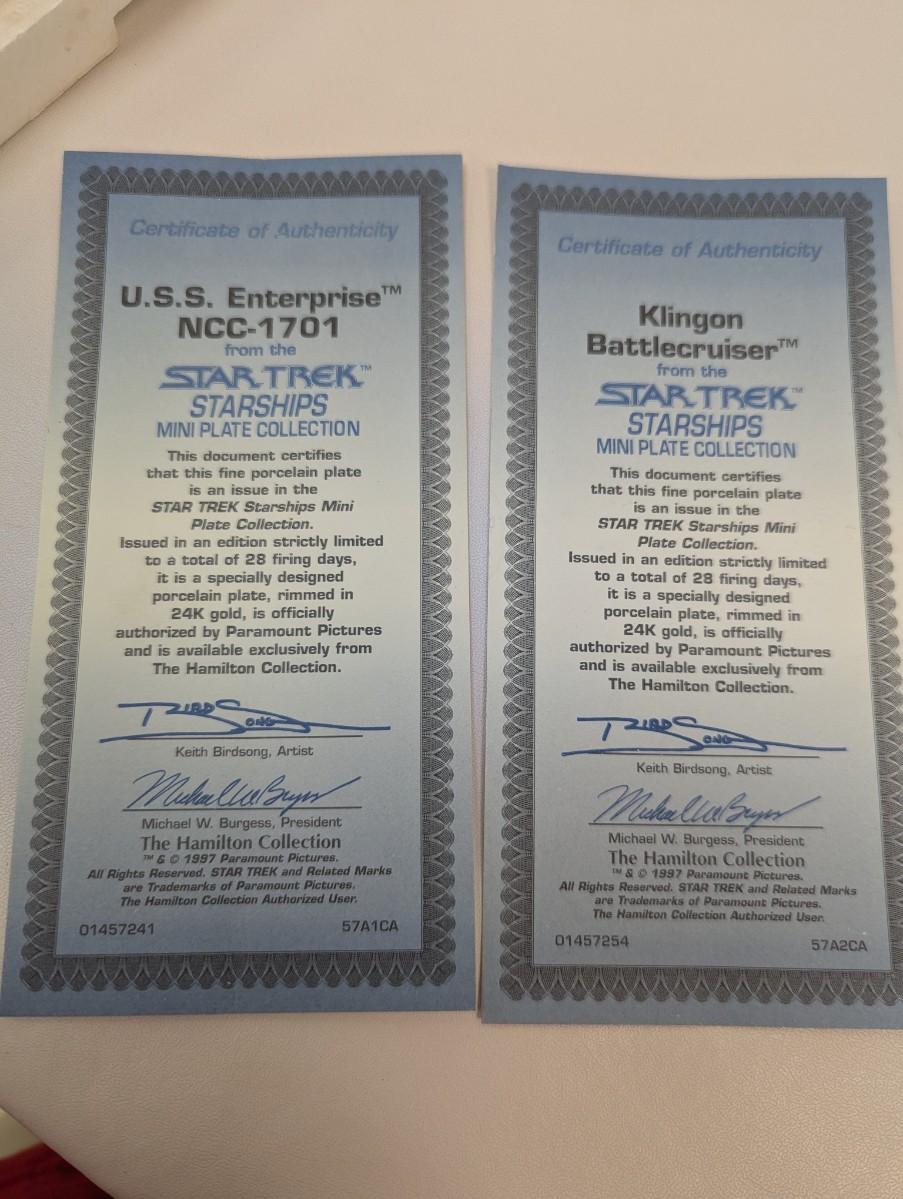 Certificate of Authenticity
U.S.S. Enterprise™
NCC-1701
from the
STAR TREK™
STARSHIPS
MINI PLATE COLLECTION
This document certifies
that this fine porcelain plate
is an issue in the
STAR TREK Starships Mini
Plate Collection.
Issued in an edition strictly limited
to a total of 28 firing days,
it is a specially designed
porcelain plate, rimmed in
24K gold, is officially
authorized by Paramount Pictures
and is available exclusively from
The Hamilton Collection.
BIRDSONG
Keith Birdsong, Artist
Michael W. Burgess
Michael W. Burgess, President
The Hamilton Collection
™ & © 1997 Paramount Pictures.
All Rights Reserved. STAR TREK and Related Marks
are Trademarks of Paramount Pictures.
The Hamilton Collection Authorized User.
01457241 57A1CA
Certificate of Authenticity
Klingon
Battlecruiser™
from the
STAR TREK™
STARSHIPS
MINI PLATE COLLECTION
This document certifies
that this fine porcelain plate
is an issue in the
STAR TREK Starships Mini
Plate Collection.
Issued in an edition strictly limited
to a total of 28 firing days,
it is a specially designed
porcelain plate, rimmed in
24K gold, is officially
authorized by Paramount Pictures
and is available exclusively from
The Hamilton Collection.
BIRDSONG
Keith Birdsong, Artist
Michael W. Burgess
Michael W. Burgess, President
The Hamilton Collection
™ & © 1997 Paramount Pictures.
All Rights Reserved. STAR TREK and Related Marks
are Trademarks of Paramount Pictures.
The Hamilton Collection Authorized User.
01457254 57A2CA